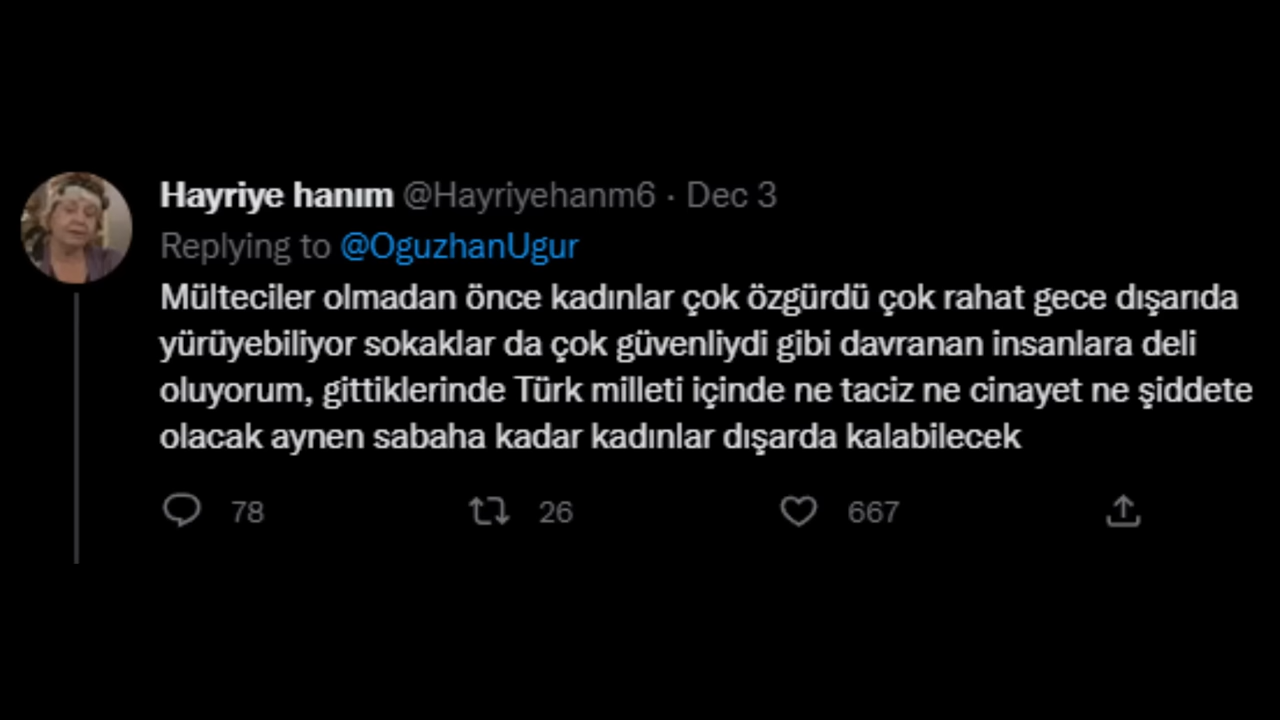 Hayriye hanım @Hayriyehanm6 · Dec 3
Replying to @OguzhanUgur
Mülteciler olmadan önce kadınlar çok özgürdü çok rahat gece dışarıda
yürüyebiliyor sokaklar da çok güvenliydi gibi davranan insanlara deli
oluyorum, gittiklerinde Türk milleti içinde ne taciz ne cinayet ne şiddete
olacak aynen sabaha kadar kadınlar dışarda kalabilecek
78 26 667